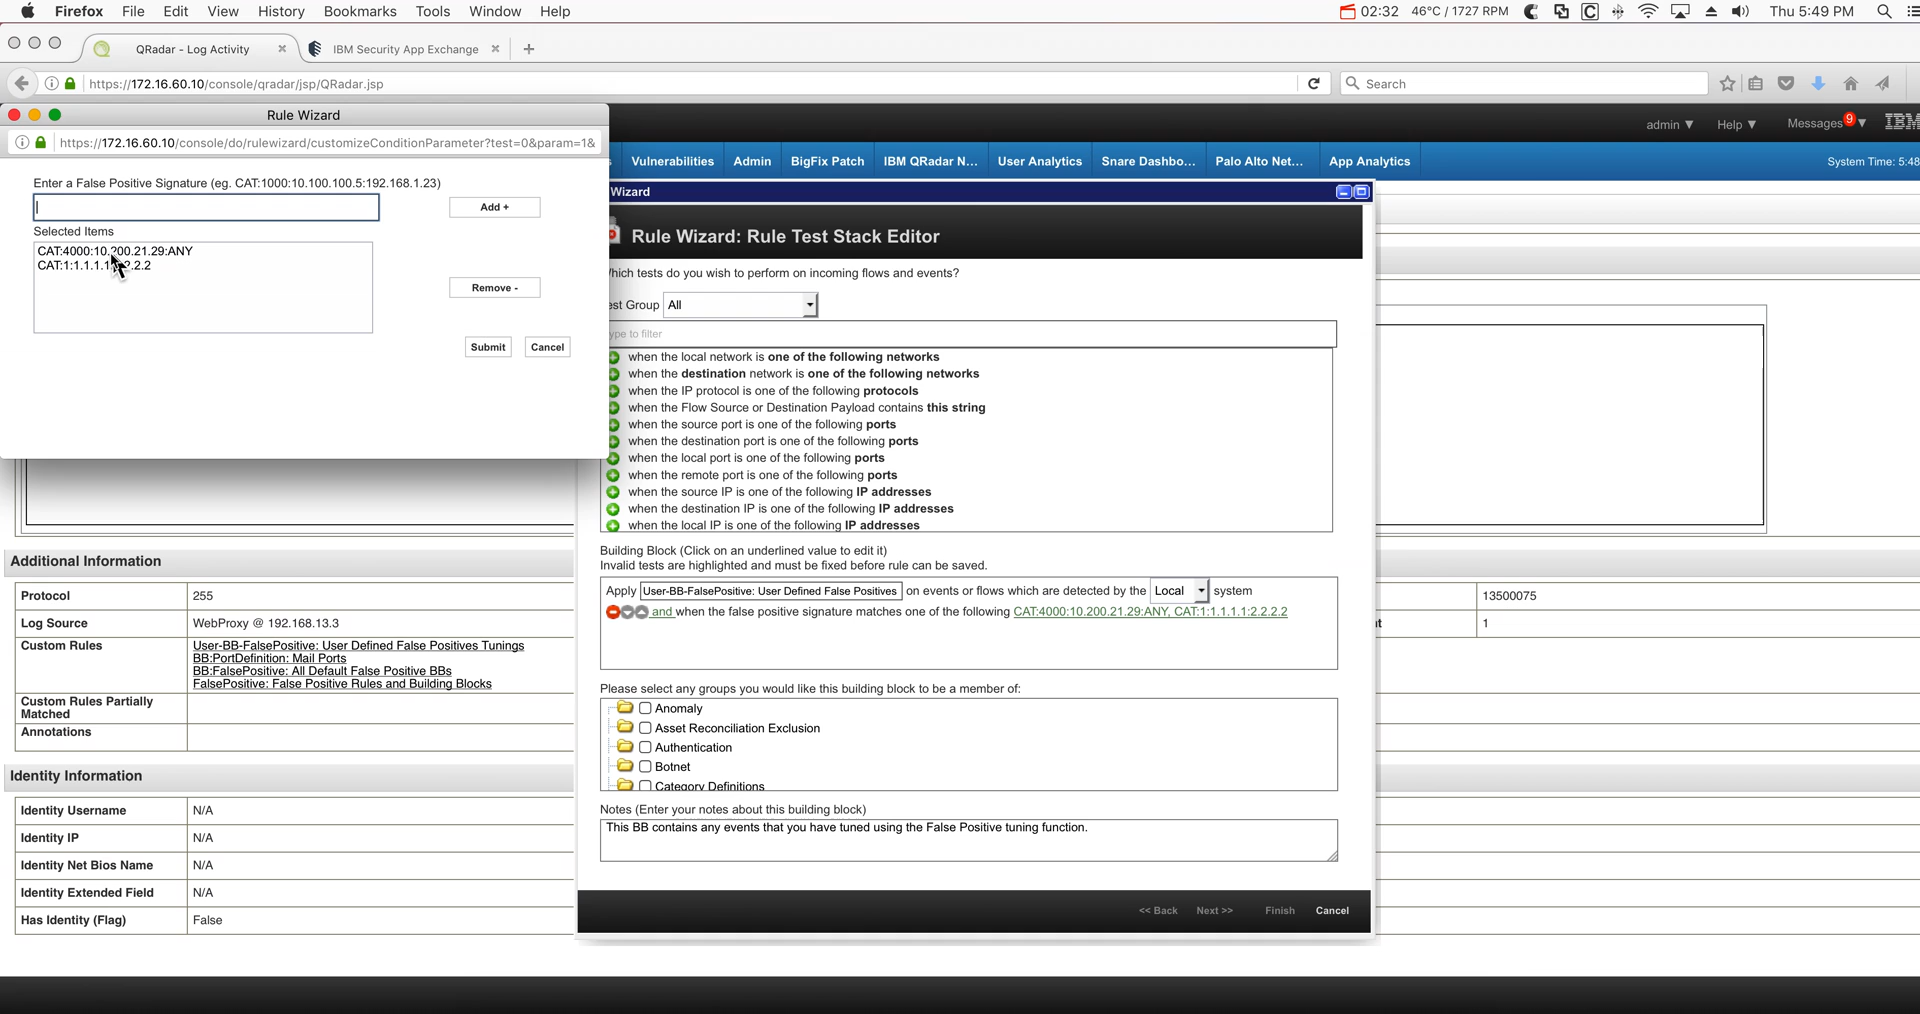 Firefox File Edit View History Bookmarks Tools Window Help 02:32 46°C / 1727 RPM Thu 5:49 PM
QRadar - Log Activity IBM Security App Exchange
https://172.16.60.10/console/qradar/jsp/QRadar.jsp Search
Rule Wizard
https://172.16.60.10/console/do/rulewizard/customizeConditionParameter?test=0&param=1&
admin ▼ Help ▼ Messages 9 ▼ IBM
Vulnerabilities Admin BigFix Patch IBM QRadar N... User Analytics Snare Dashbo... Palo Alto Net... App Analytics System Time: 5:48
Enter a False Positive Signature (eg. CAT:1000:10.100.100.5:192.168.1.23)
Add +
Selected Items
CAT:4000:10.200.21.29:ANY
Remove -
Submit Cancel
Wizard
Rule Wizard: Rule Test Stack Editor
hich tests do you wish to perform on incoming flows and events?
est Group All
ype to filter
when the local network is one of the following networks
when the destination network is one of the following networks
when the IP protocol is one of the following protocols
when the Flow Source or Destination Payload contains this string
when the source port is one of the following ports
when the destination port is one of the following ports
when the local port is one of the following ports
when the remote port is one of the following ports
when the source IP is one of the following IP addresses
when the destination IP is one of the following IP addresses
when the local IP is one of the following IP addresses
Building Block (Click on an underlined value to edit it)
Invalid tests are highlighted and must be fixed before rule can be saved.
Apply User-BB-FalsePositive: User Defined False Positives on events or flows which are detected by the Local system
and when the false positive signature matches one of the following CAT:4000:10.200.21.29:ANY, CAT:1:1.1.1.1:2.2.2.2
Please select any groups you would like this building block to be a member of:
Anomaly
Asset Reconciliation Exclusion
Authentication
Botnet
Category Definitions
Notes (Enter your notes about this building block)
This BB contains any events that you have tuned using the False Positive tuning function.
<< Back Next >> Finish Cancel
Additional Information
Protocol 255 13500075
Log Source WebProxy @ 192.168.13.3 t 1
Custom Rules User-BB-FalsePositive: User Defined False Positives Tunings
BB:PortDefinition: Mail Ports
BB:FalsePositive: All Default False Positive BBs
FalsePositive: False Positive Rules and Building Blocks
Custom Rules Partially
Matched
Annotations
Identity Information
Identity Username N/A
Identity IP N/A
Identity Net Bios Name N/A
Identity Extended Field N/A
Has Identity (Flag) False